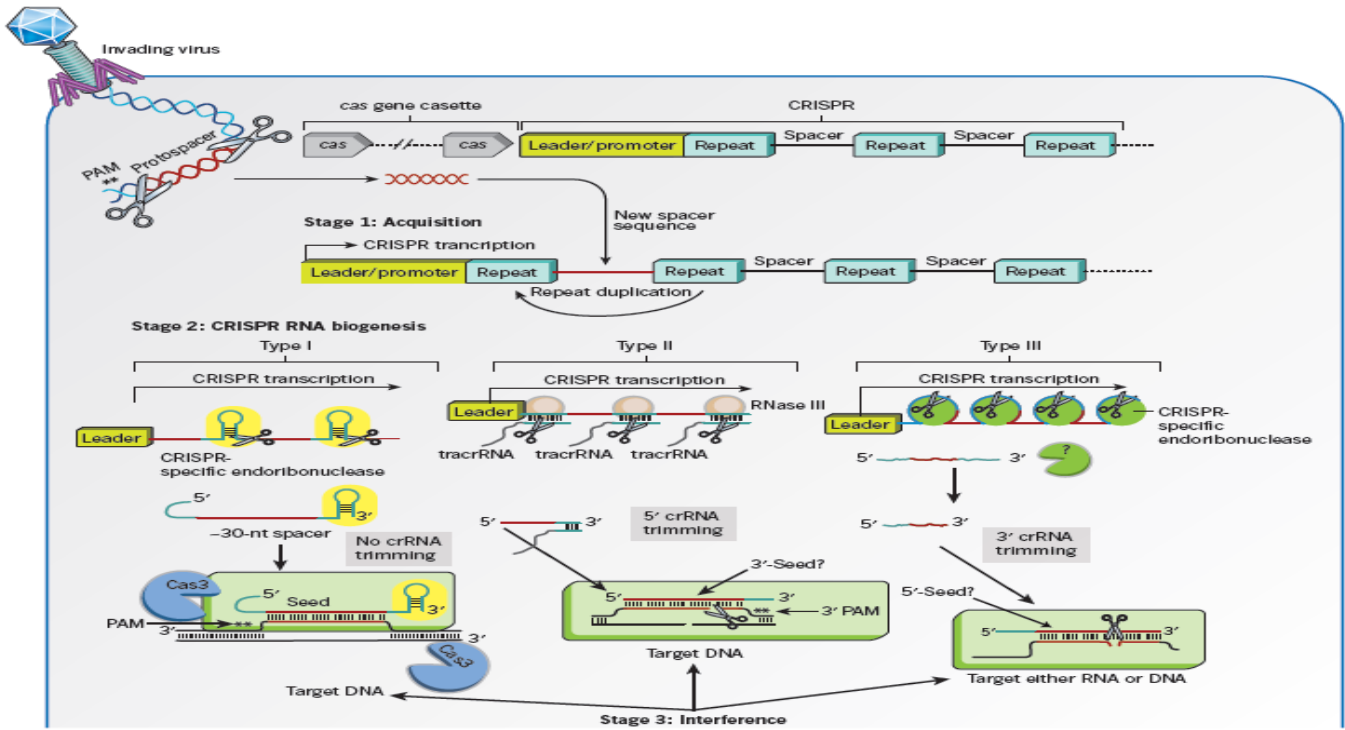 Invading virus
PAM
**
Protospacer
cas gene casette
CRISPR
cas
cas
Leader/promoter
Repeat
Spacer
Repeat
Spacer
Repeat
Stage 1: Acquisition
New spacer
sequence
CRISPR trancription
Leader/promoter
Repeat
Repeat
Spacer
Repeat
Spacer
Repeat
Repeat duplication
Stage 2: CRISPR RNA biogenesis
Type I
Type II
Type III
CRISPR transcription
CRISPR transcription
CRISPR transcription
Leader
CRISPR-
specific endoribonuclease
Leader
RNase III
tracrRNA
tracrRNA
tracrRNA
Leader
CRISPR-
specific
endoribonuclease
5′
3′
?
5′
3′
~30-nt spacer
No crRNA
trimming
5′
3′
5′ crRNA
trimming
5′
3′
3′ crRNA
trimming
Cas3
5′
Seed
3′
PAM
**
3′
3′
Cas3
Target DNA
3′-Seed?
5′
3′
**
3′ PAM
Target DNA
5′-Seed?
5′
3′
Target either RNA or DNA
Stage 3: Interference